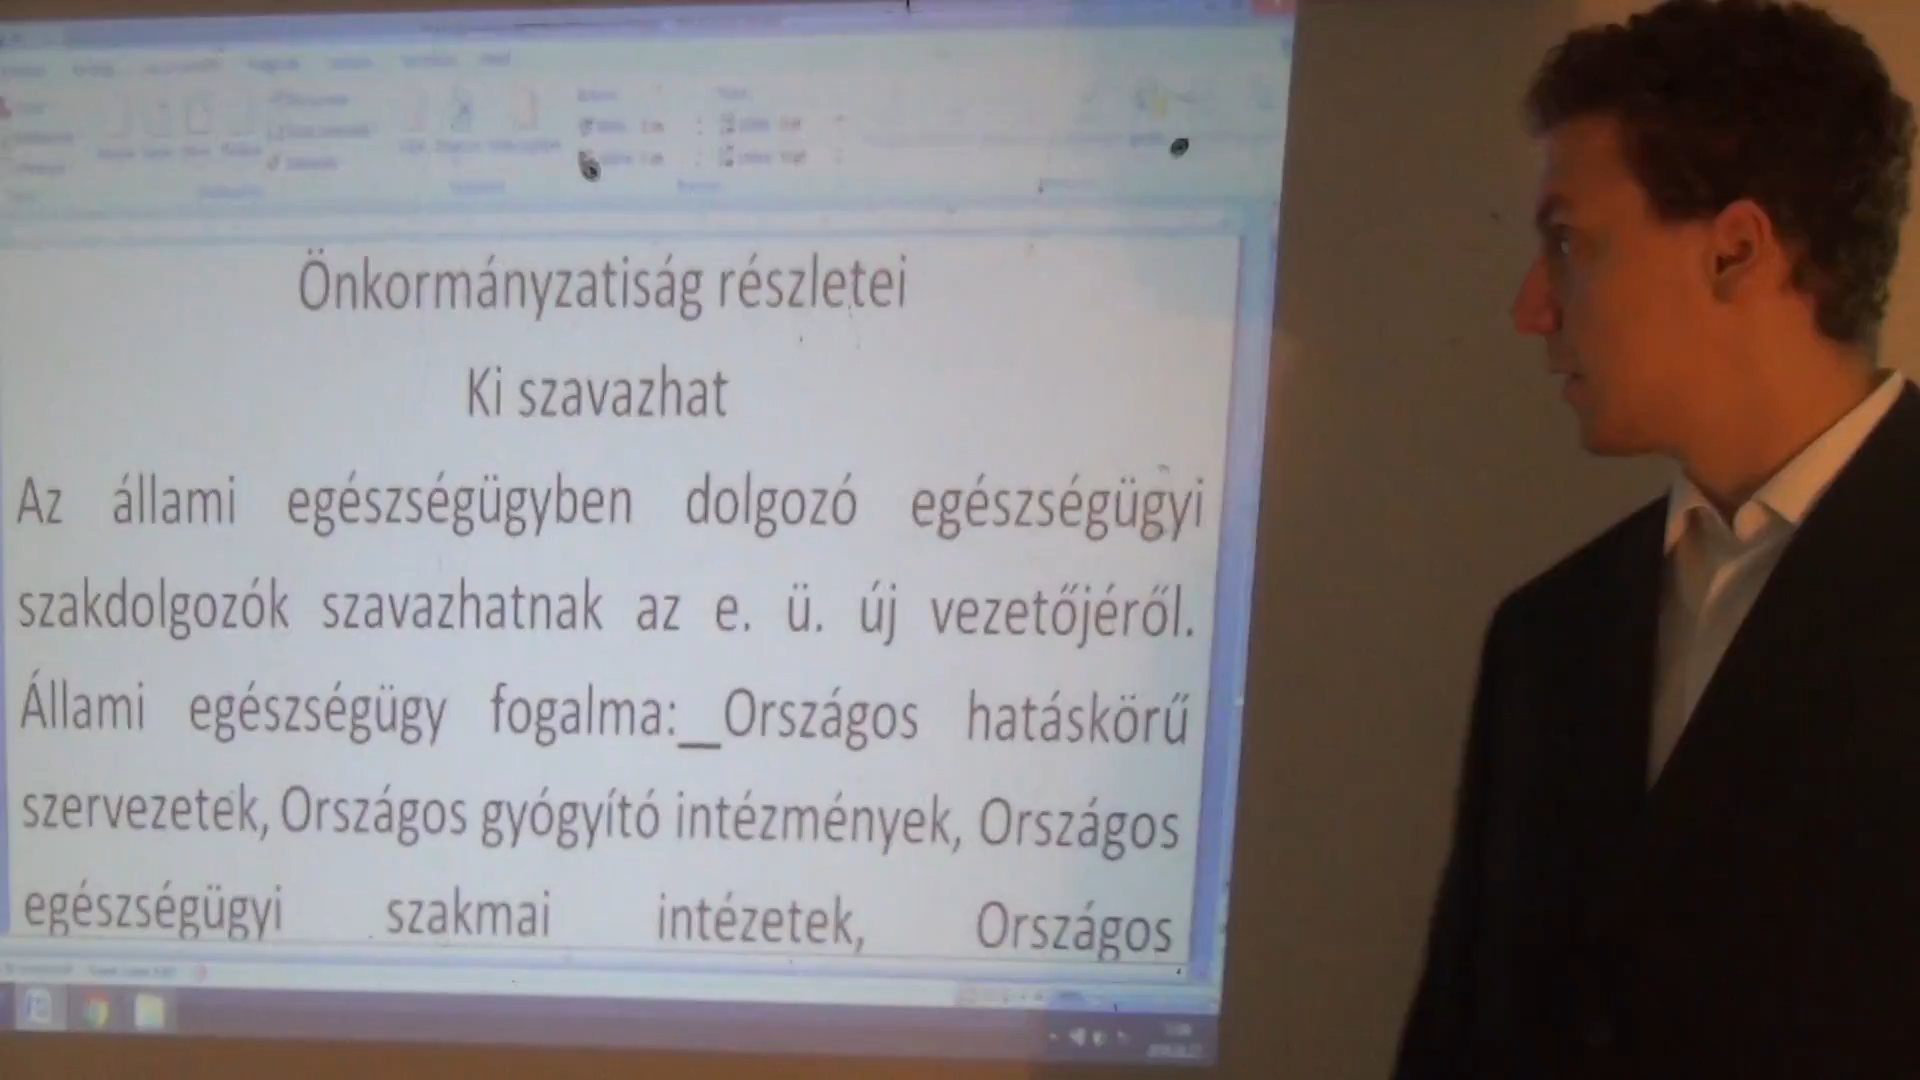 Önkormányzatiság részletei
Ki szavazhat
Az állami egészségügyben dolgozó egészségügyi
szakdolgozók szavazhatnak az e. ü. új vezetőjéről.
Állami egészségügy fogalma:_Országos hatáskörű
szervezetek, Országos gyógyító intézmények, Országos
egészségügyi szakmai intézetek, Országos